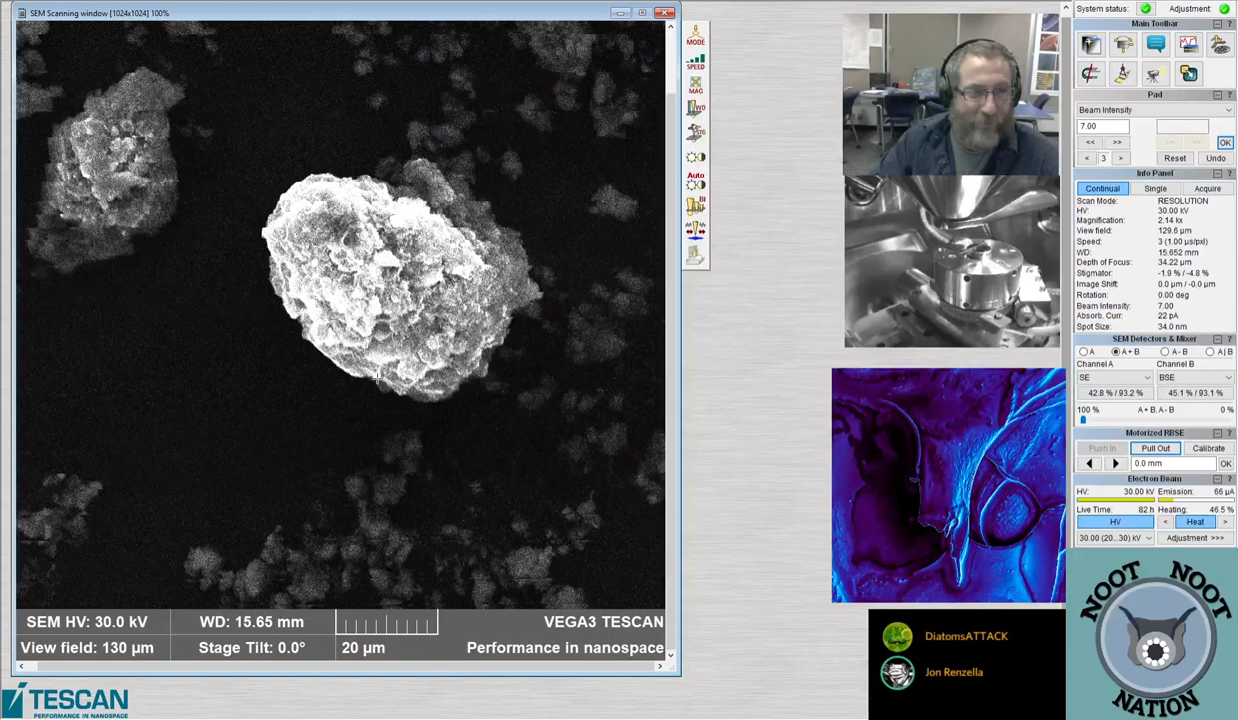 SEM Scanning window [1024x1024] 100%
SEM HV: 30.0 kV
WD: 15.65 mm
VEGA3 TESCAN
View field: 130 µm
Stage Tilt: 0.0°
20 µm
Performance in nanospace
TESCAN
PERFORMANCE IN NANOSPACE
MODE
SPEED
MAG
WD
STG
Auto
BI
DiatomsATTACK
Jon Renzella
System status:
Adjustment:
Main Toolbar
Pad
Beam Intensity
7.00
<< >>
OK
< 3 > Reset Undo
Info Panel
Continual Single Acquire
Scan Mode: RESOLUTION
HV: 30.00 kV
Magnification: 2.14 kx
View field: 129.6 µm
Speed: 3 (1.00 µs/pxl)
WD: 15.652 mm
Depth of Focus: 34.22 µm
Stigmator: -1.9 % / -4.8 %
Image Shift: 0.0 µm / -0.0 µm
Rotation: 0.00 deg
Beam Intensity: 7.00
Absorb. Curr: 22 pA
Spot Size: 34.0 nm
SEM Detectors & Mixer
A A + B A - B A|B
Channel A Channel B
SE BSE
42.8 % / 93.2 % 45.1 % / 93.1 %
100 % A + B, A - B 0 %
Motorized RBSE
Push In Pull Out Calibrate
0.0 mm OK
Electron Beam
HV: 30.00 kV Emission: 66 µA
Live Time: 82 h Heating: 46.5 %
HV < Heat >
30.00 (20...30) kV Adjustment >>>
NOOT NOOT
NATION